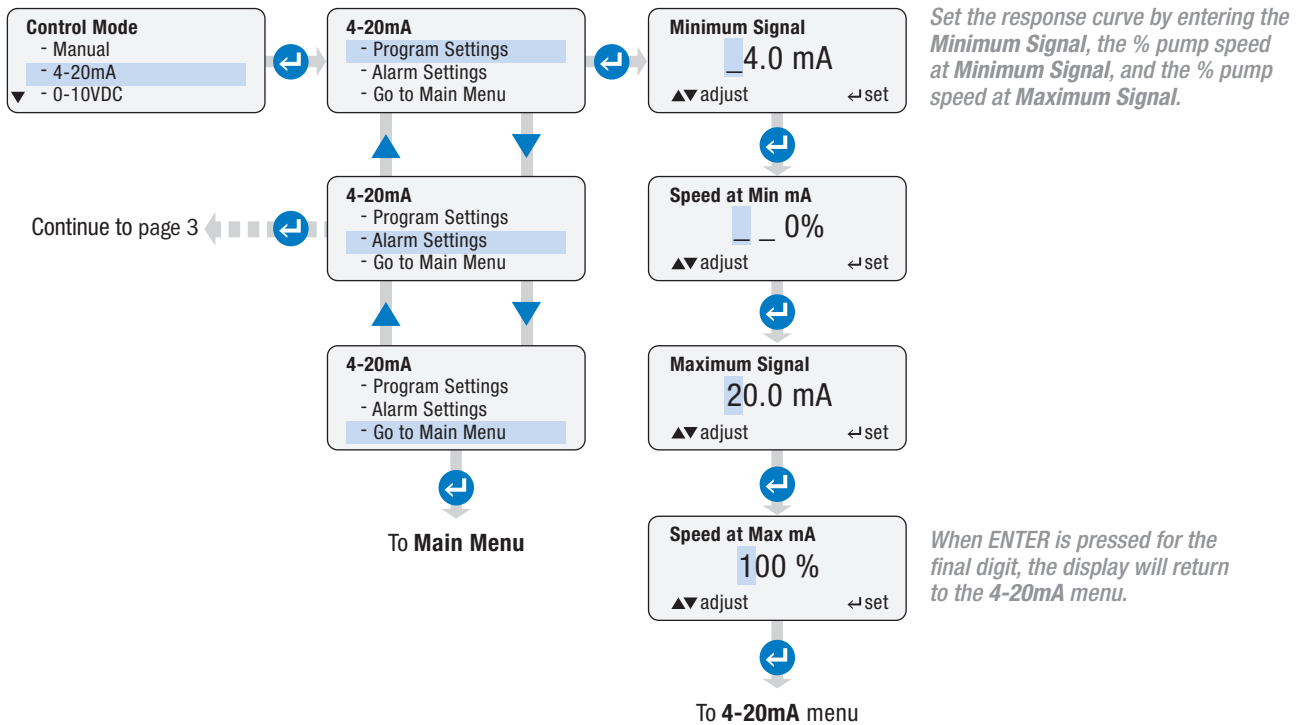 Control Mode
- Manual
- 4-20mA
- 0-10VDC
4-20mA
- Program Settings
- Alarm Settings
- Go to Main Menu
Minimum Signal
_4.0 mA
▲▼adjust ↵set
Set the response curve by entering the
Minimum Signal, the % pump speed
at Minimum Signal, and the % pump
speed at Maximum Signal.
Continue to page 3
4-20mA
- Program Settings
- Alarm Settings
- Go to Main Menu
Speed at Min mA
_ _ 0%
▲▼adjust ↵set
4-20mA
- Program Settings
- Alarm Settings
- Go to Main Menu
Maximum Signal
20.0 mA
▲▼adjust ↵set
To Main Menu
Speed at Max mA
100 %
▲▼adjust ↵set
When ENTER is pressed for the
final digit, the display will return
to the 4-20mA menu.
To 4-20mA menu